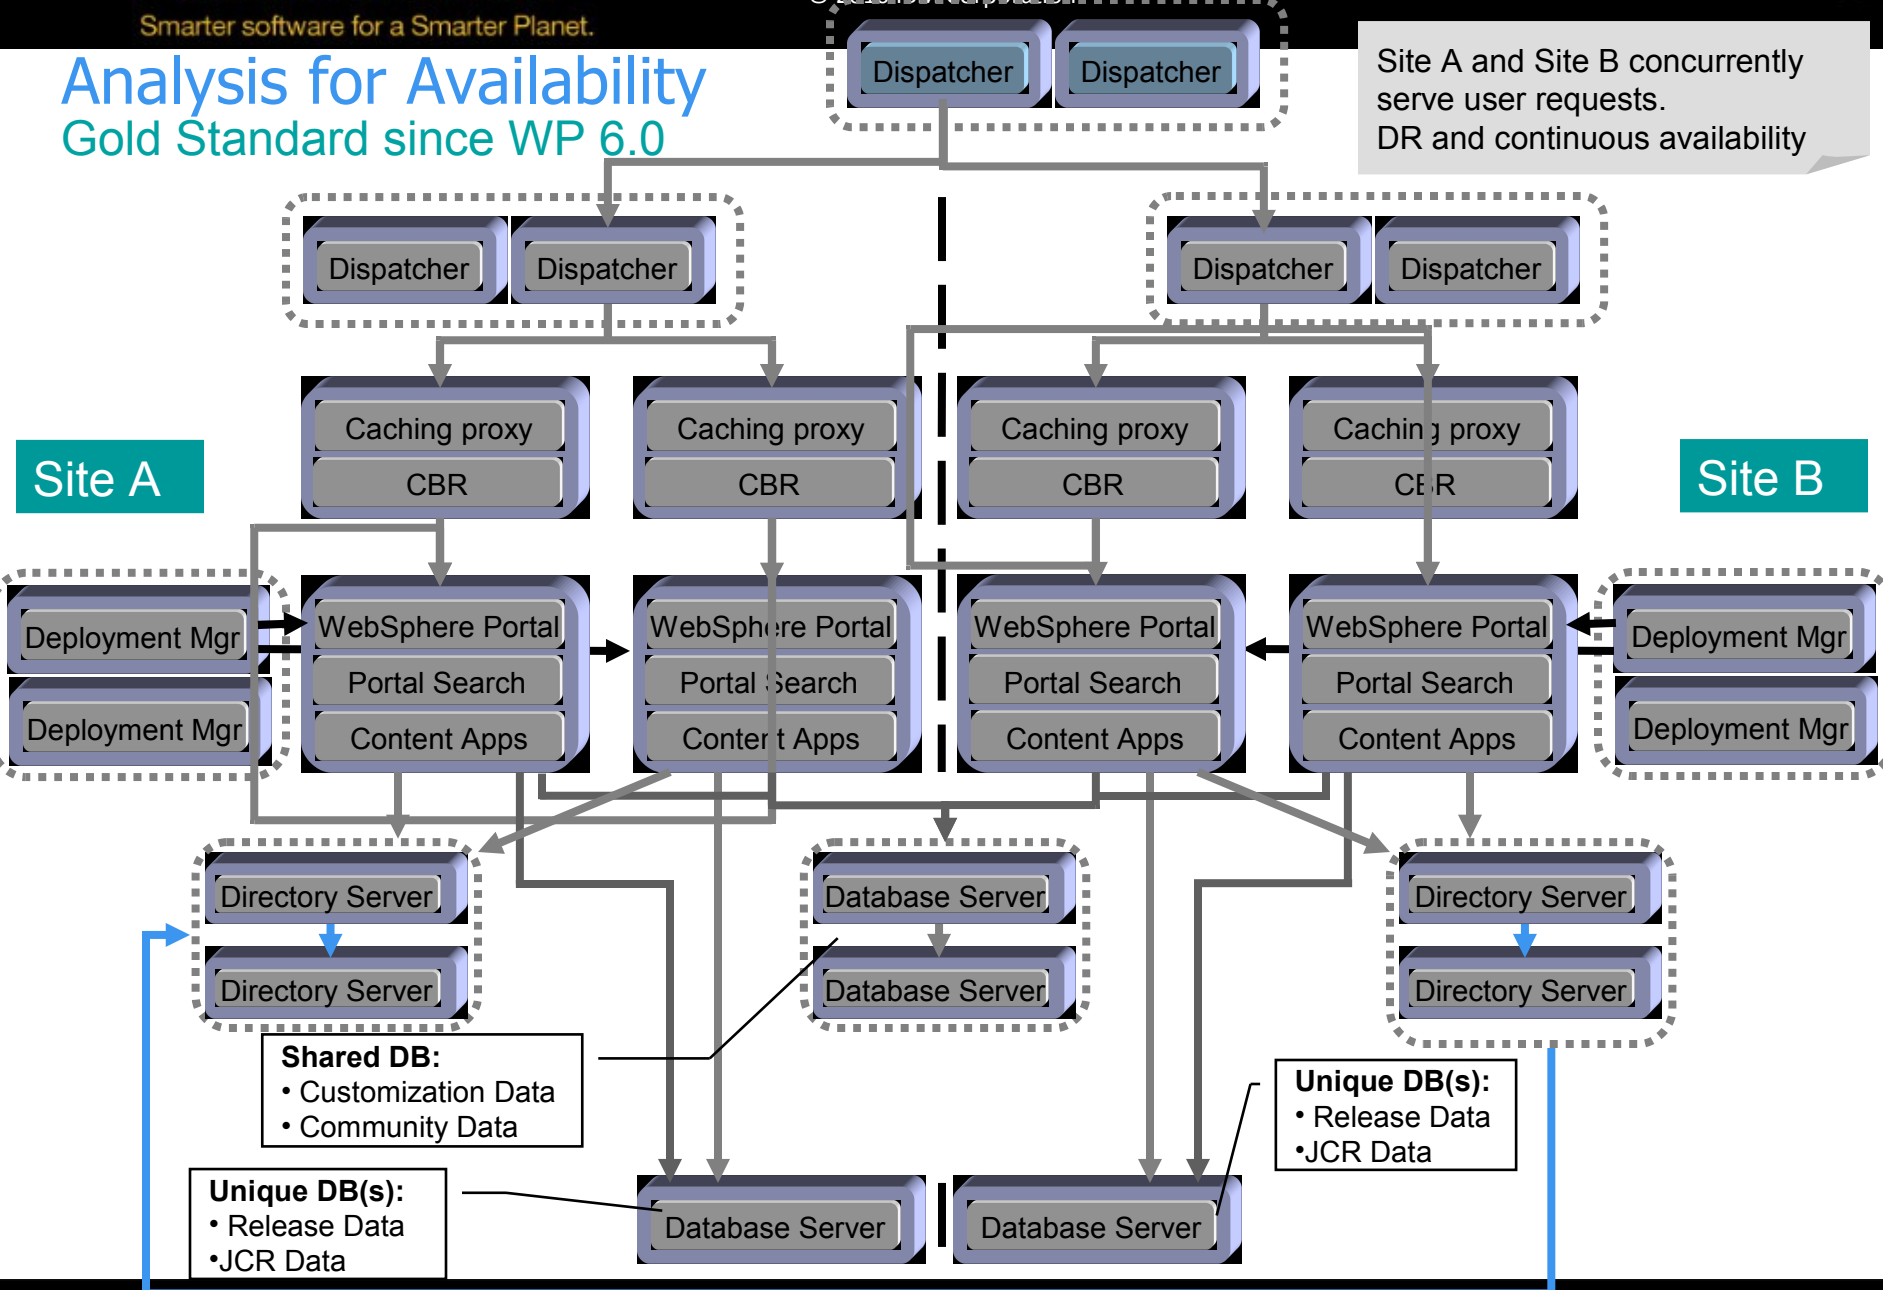 Smarter software for a Smarter Planet.
Analysis for Availability
Gold Standard since WP 6.0
Dispatcher
Dispatcher
Site A and Site B concurrently
serve user requests.
DR and continuous availability
Dispatcher
Dispatcher
Dispatcher
Dispatcher
Caching proxy
CBR
Caching proxy
CBR
Caching proxy
CBR
Caching proxy
CBR
Site A
Site B
Deployment Mgr
Deployment Mgr
WebSphere Portal
Portal Search
Content Apps
WebSphere Portal
Portal Search
Content Apps
WebSphere Portal
Portal Search
Content Apps
WebSphere Portal
Portal Search
Content Apps
Deployment Mgr
Deployment Mgr
Directory Server
Directory Server
Database Server
Database Server
Directory Server
Directory Server
Shared DB:
• Customization Data
• Community Data
Unique DB(s):
• Release Data
•JCR Data
Unique DB(s):
• Release Data
•JCR Data
Database Server
Database Server